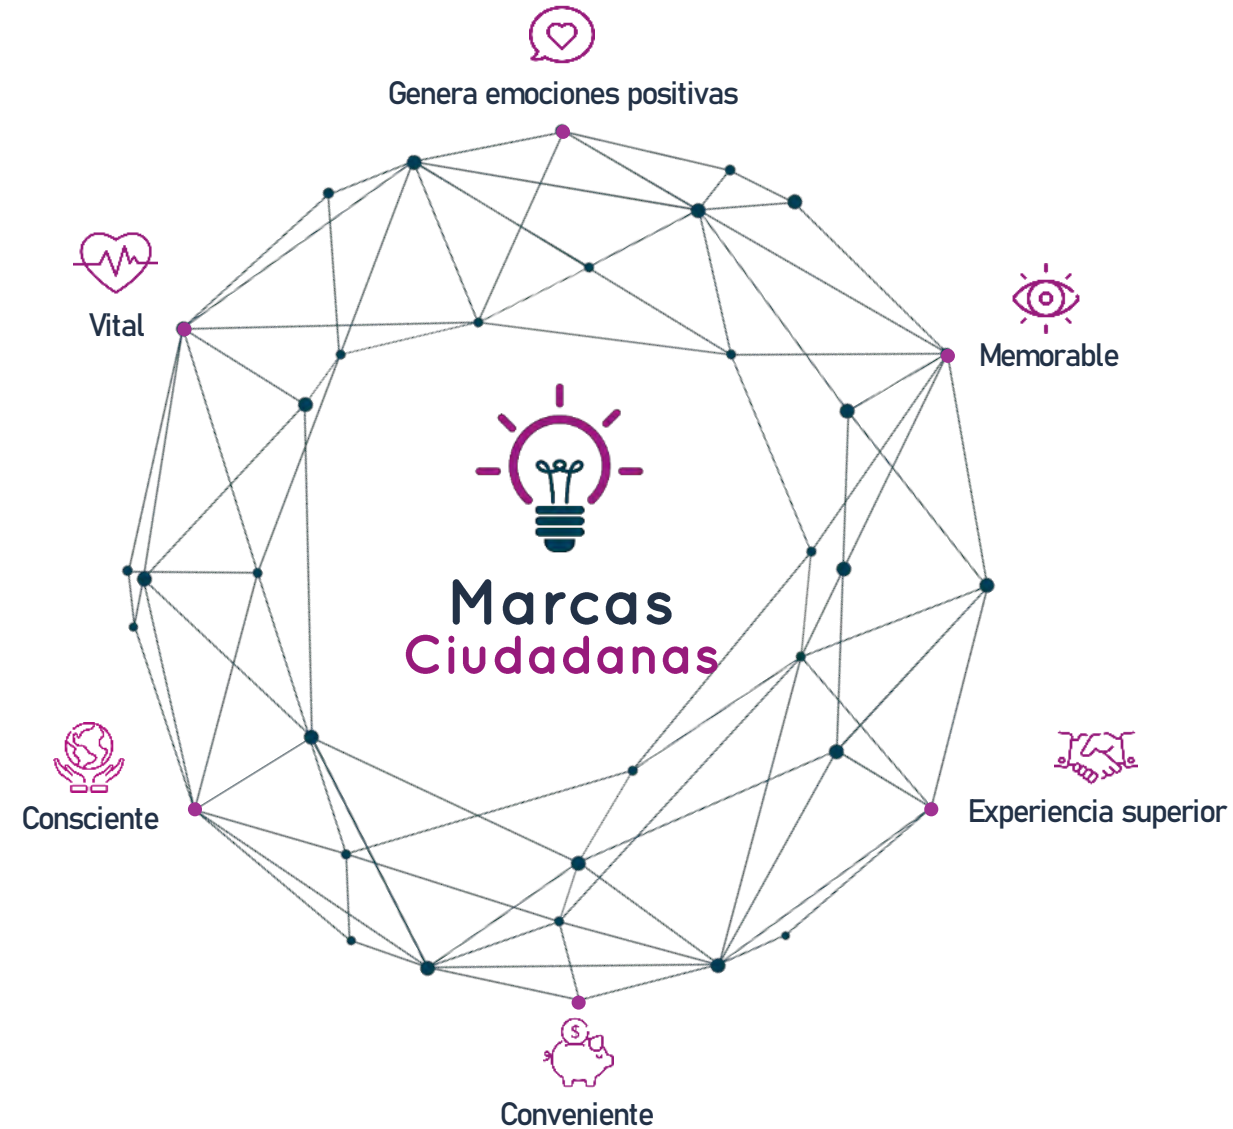 Genera emociones positivas
Vital
Memorable
Marcas
Ciudadanas
Consciente
Experiencia superior
$
Conveniente